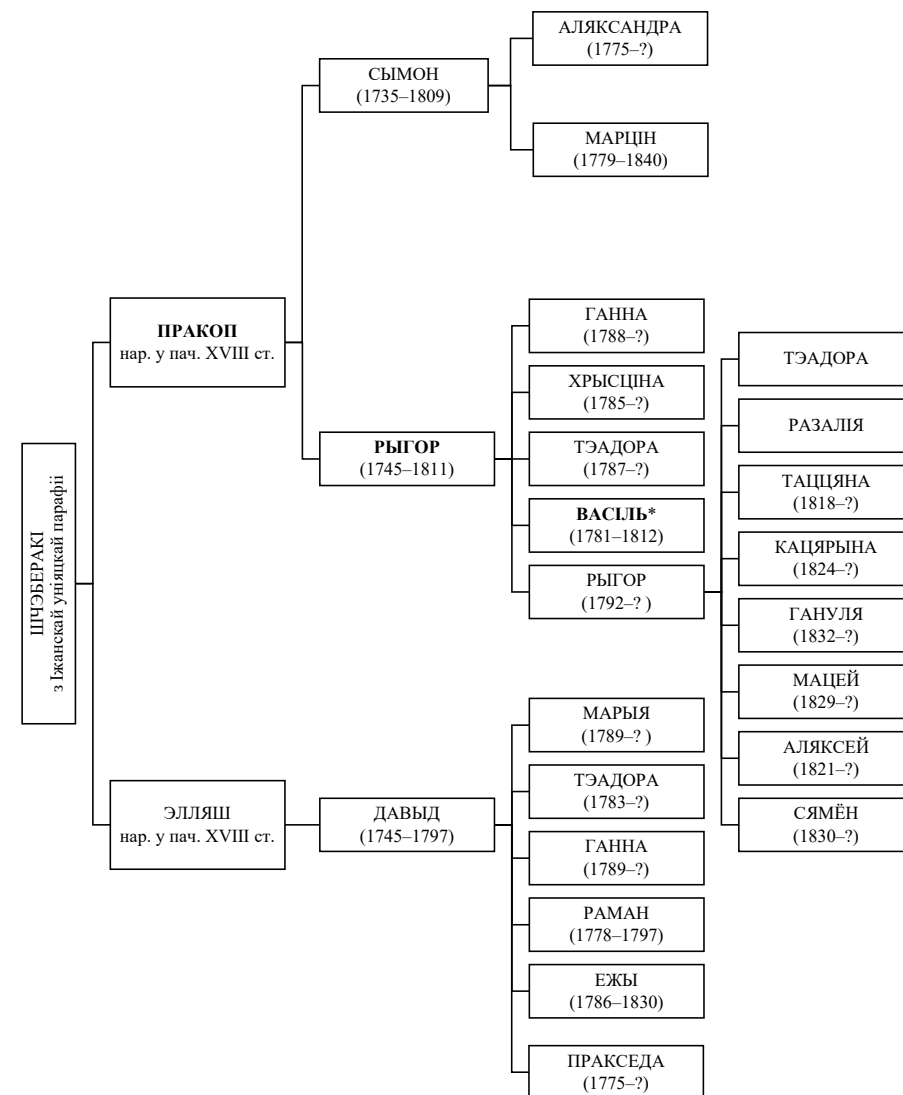 ШЧЭБЕРАКІ
з Іжанскай уніяцкай парафіі
ПРАКОП
нар. у пач. XVIII ст.
СЫМОН
(1735–1809)
АЛЯКСАНДРА
(1775–?)
МАРЦІН
(1779–1840)
РЫГОР
(1745–1811)
ГАННА
(1788–?)
ХРЫСЦІНА
(1785–?)
ТЭАДОРА
(1787–?)
ВАСІЛЬ*
(1781–1812)
РЫГОР
(1792–? )
ТЭАДОРА
РАЗАЛІЯ
ТАЦЦЯНА
(1818–?)
КАЦЯРЫНА
(1824–?)
ГАНУЛЯ
(1832–?)
МАЦЕЙ
(1829–?)
АЛЯКСЕЙ
(1821–?)
СЯМЁН
(1830–?)
ЭЛЛЯШ
нар. у пач. XVIII ст.
ДАВЫД
(1745–1797)
МАРЫЯ
(1789–? )
ТЭАДОРА
(1783–?)
ГАННА
(1789–?)
РАМАН
(1778–1797)
ЕЖЫ
(1786–1830)
ПРАКСЕДА
(1775–?)